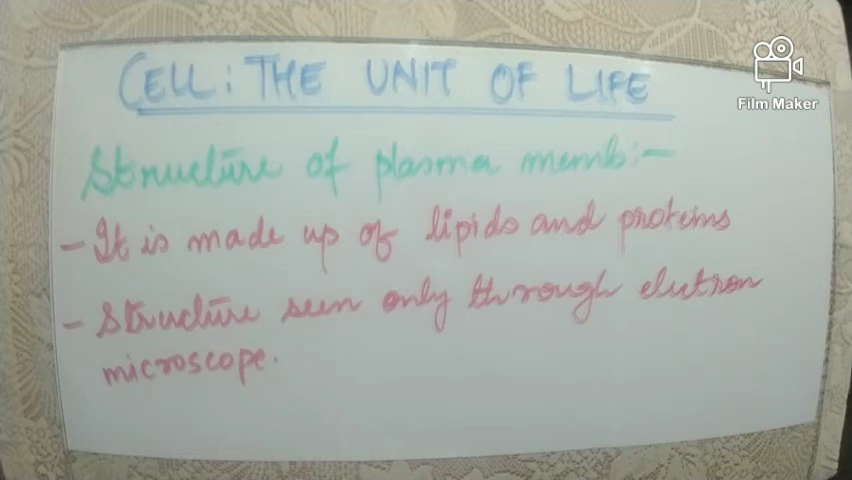 CELL: THE UNIT OF LIFE
Film Maker
Structure of plasma memb:-
- It is made up of lipids and proteins
- Structure seen only through electron
microscope.